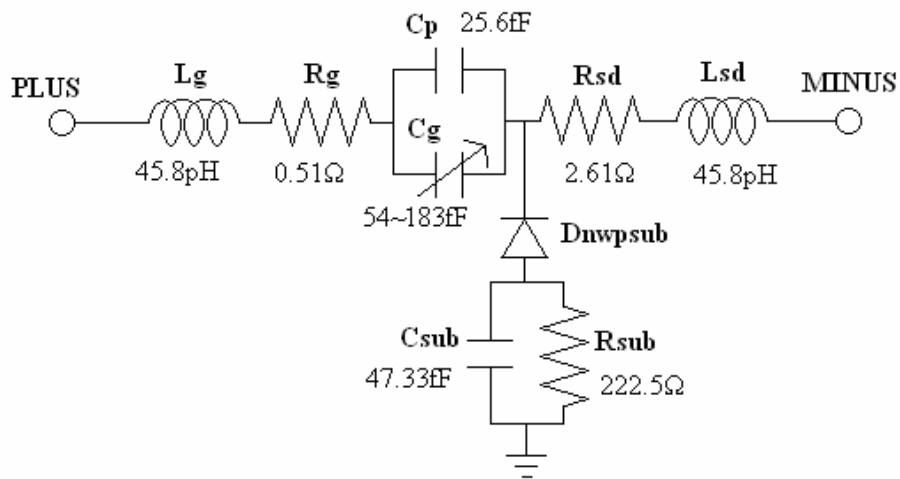 Cp 25.6fF
PLUS Lg Rg Rsd Lsd MINUS
Cg
45.8pH 0.51Ω 2.61Ω 45.8pH
54~183fF
Dnwpsub
Csub Rsub
47.33fF 222.5Ω